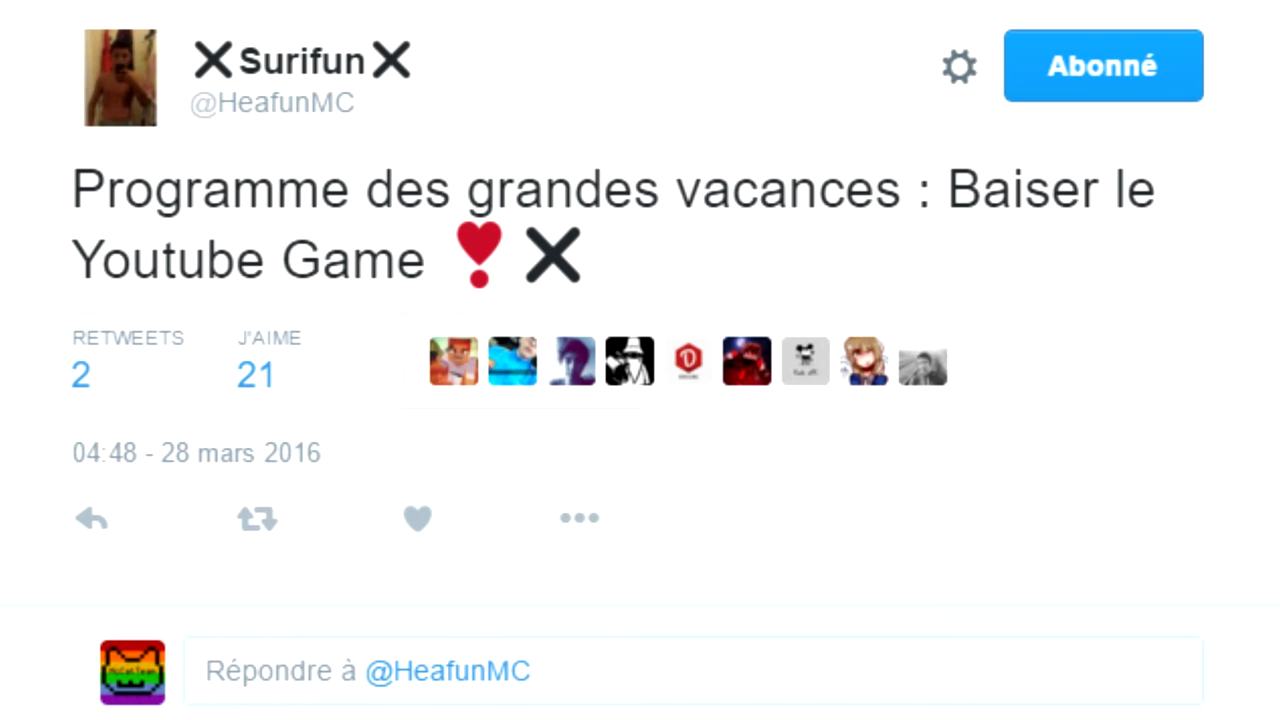 ❌Surifun❌
@HeafunMC
Abonné
Programme des grandes vacances : Baiser le
Youtube Game ❣️❌
RETWEETS J'AIME
2 21
04:48 - 28 mars 2016
Répondre à @HeafunMC